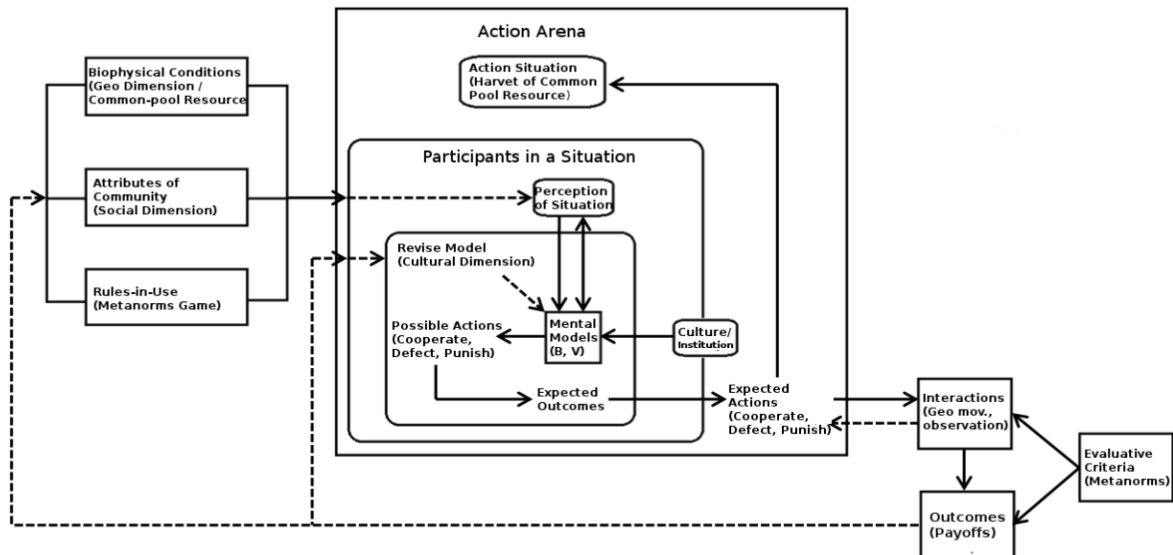 Action Arena
Biophysical Conditions
(Geo Dimension /
Common-pool Resource
Action Situation
(Harvet of Common
Pool Resource)
Participants in a Situation
Attributes of
Community
(Social Dimension)
Perception
of Situation
Revise Model
(Cultural Dimension)
Rules-in-Use
(Metanorms Game)
Possible Actions
(Cooperate,
Defect, Punish)
Mental
Models
(B, V)
Culture/
Institution
Expected
Outcomes
Expected
Actions
(Cooperate,
Defect, Punish)
Interactions
(Geo mov.,
observation)
Evaluative
Criteria
(Metanorms)
Outcomes
(Payoffs)